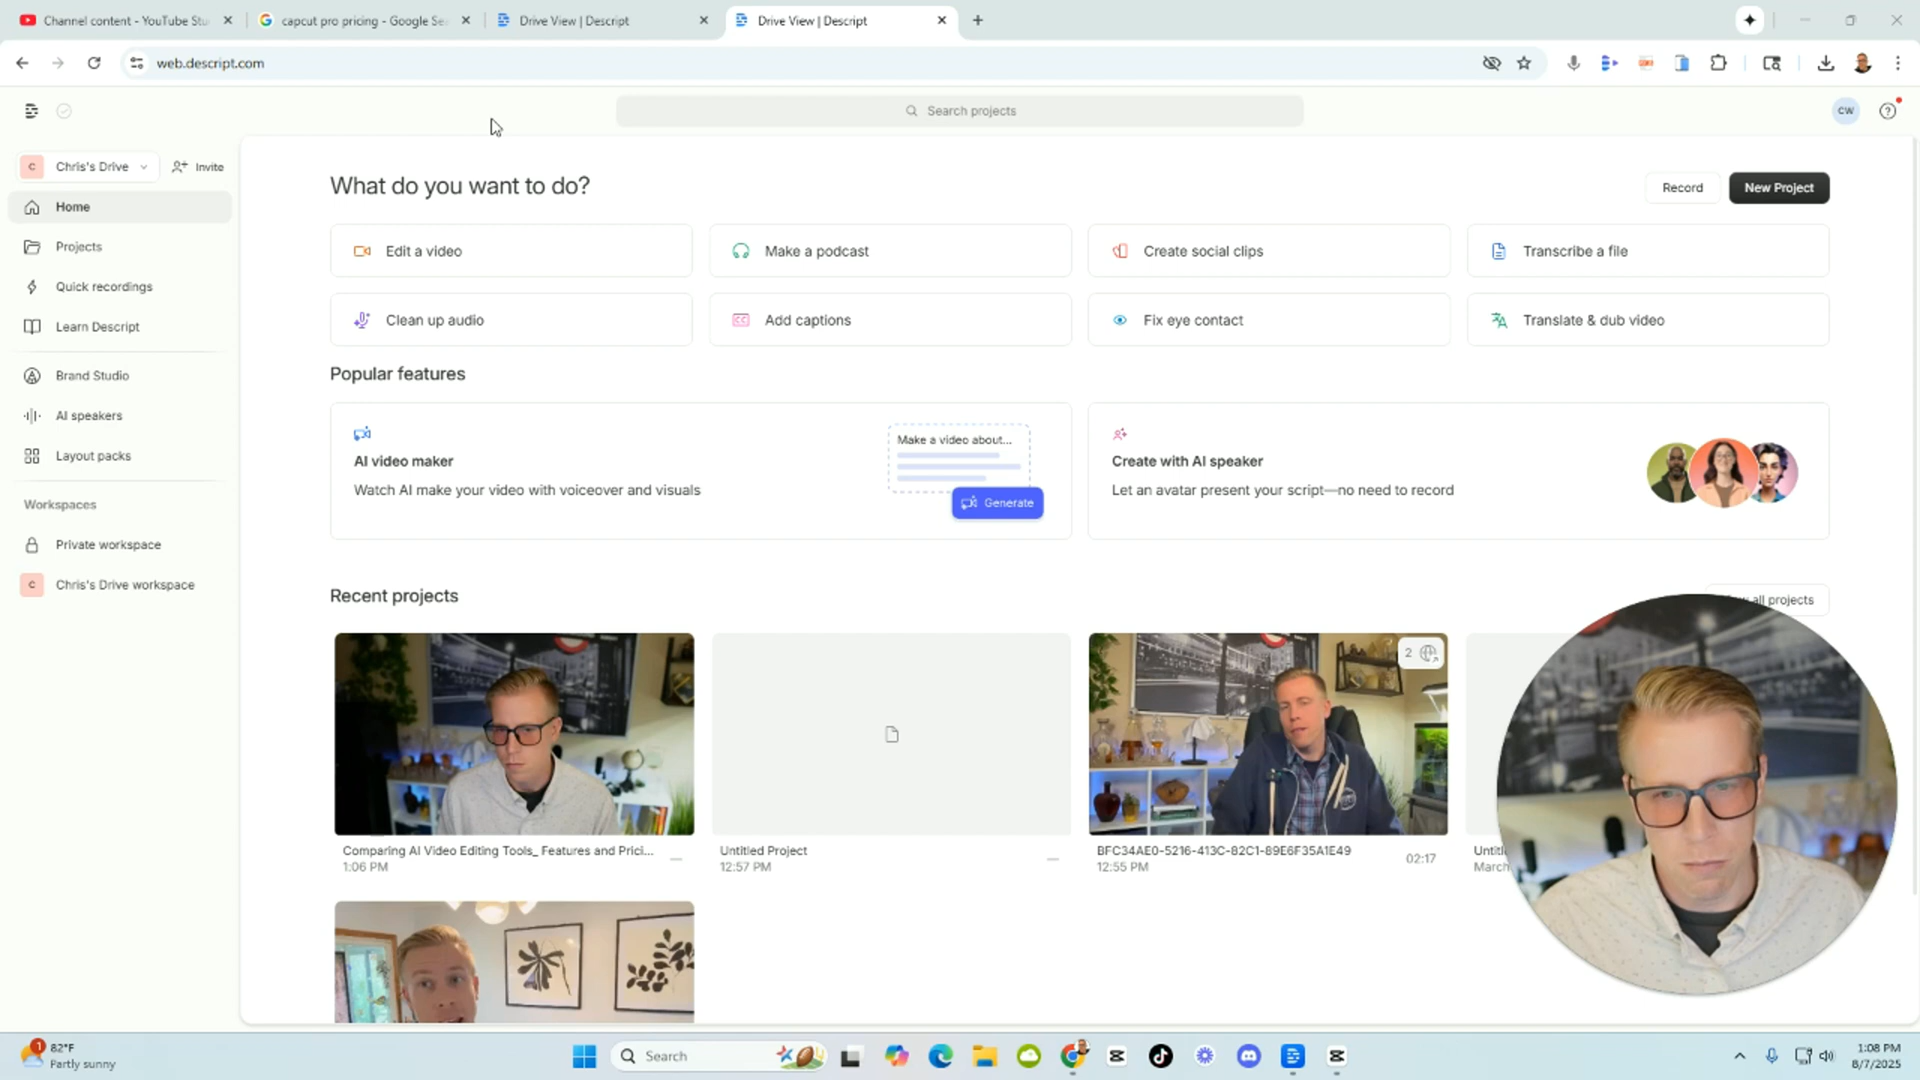 Channel content - YouTube Stu
capcut pro pricing - Google Sea
Drive View | Descript
Drive View | Descript
web.descript.com
Search projects
CW
C
Chris's Drive
Invite
Home
Projects
Quick recordings
Learn Descript
Brand Studio
AI speakers
Layout packs
Workspaces
Private workspace
C
Chris's Drive workspace
What do you want to do?
Record
New Project
Edit a video
Make a podcast
Create social clips
Transcribe a file
Clean up audio
CC
Add captions
Fix eye contact
Translate & dub video
Popular features
AI video maker
Watch AI make your video with voiceover and visuals
Make a video about...
Generate
Create with AI speaker
Let an avatar present your script—no need to record
Recent projects
all projects
2
Comparing AI Video Editing Tools_ Features and Prici...
1:06 PM
Untitled Project
12:57 PM
BFC34AE0-5216-413C-82C1-89E6F35A1E49
12:55 PM
02:17
Untitl
March
1
82°F
Partly sunny
Search
1:08 PM
8/7/2025